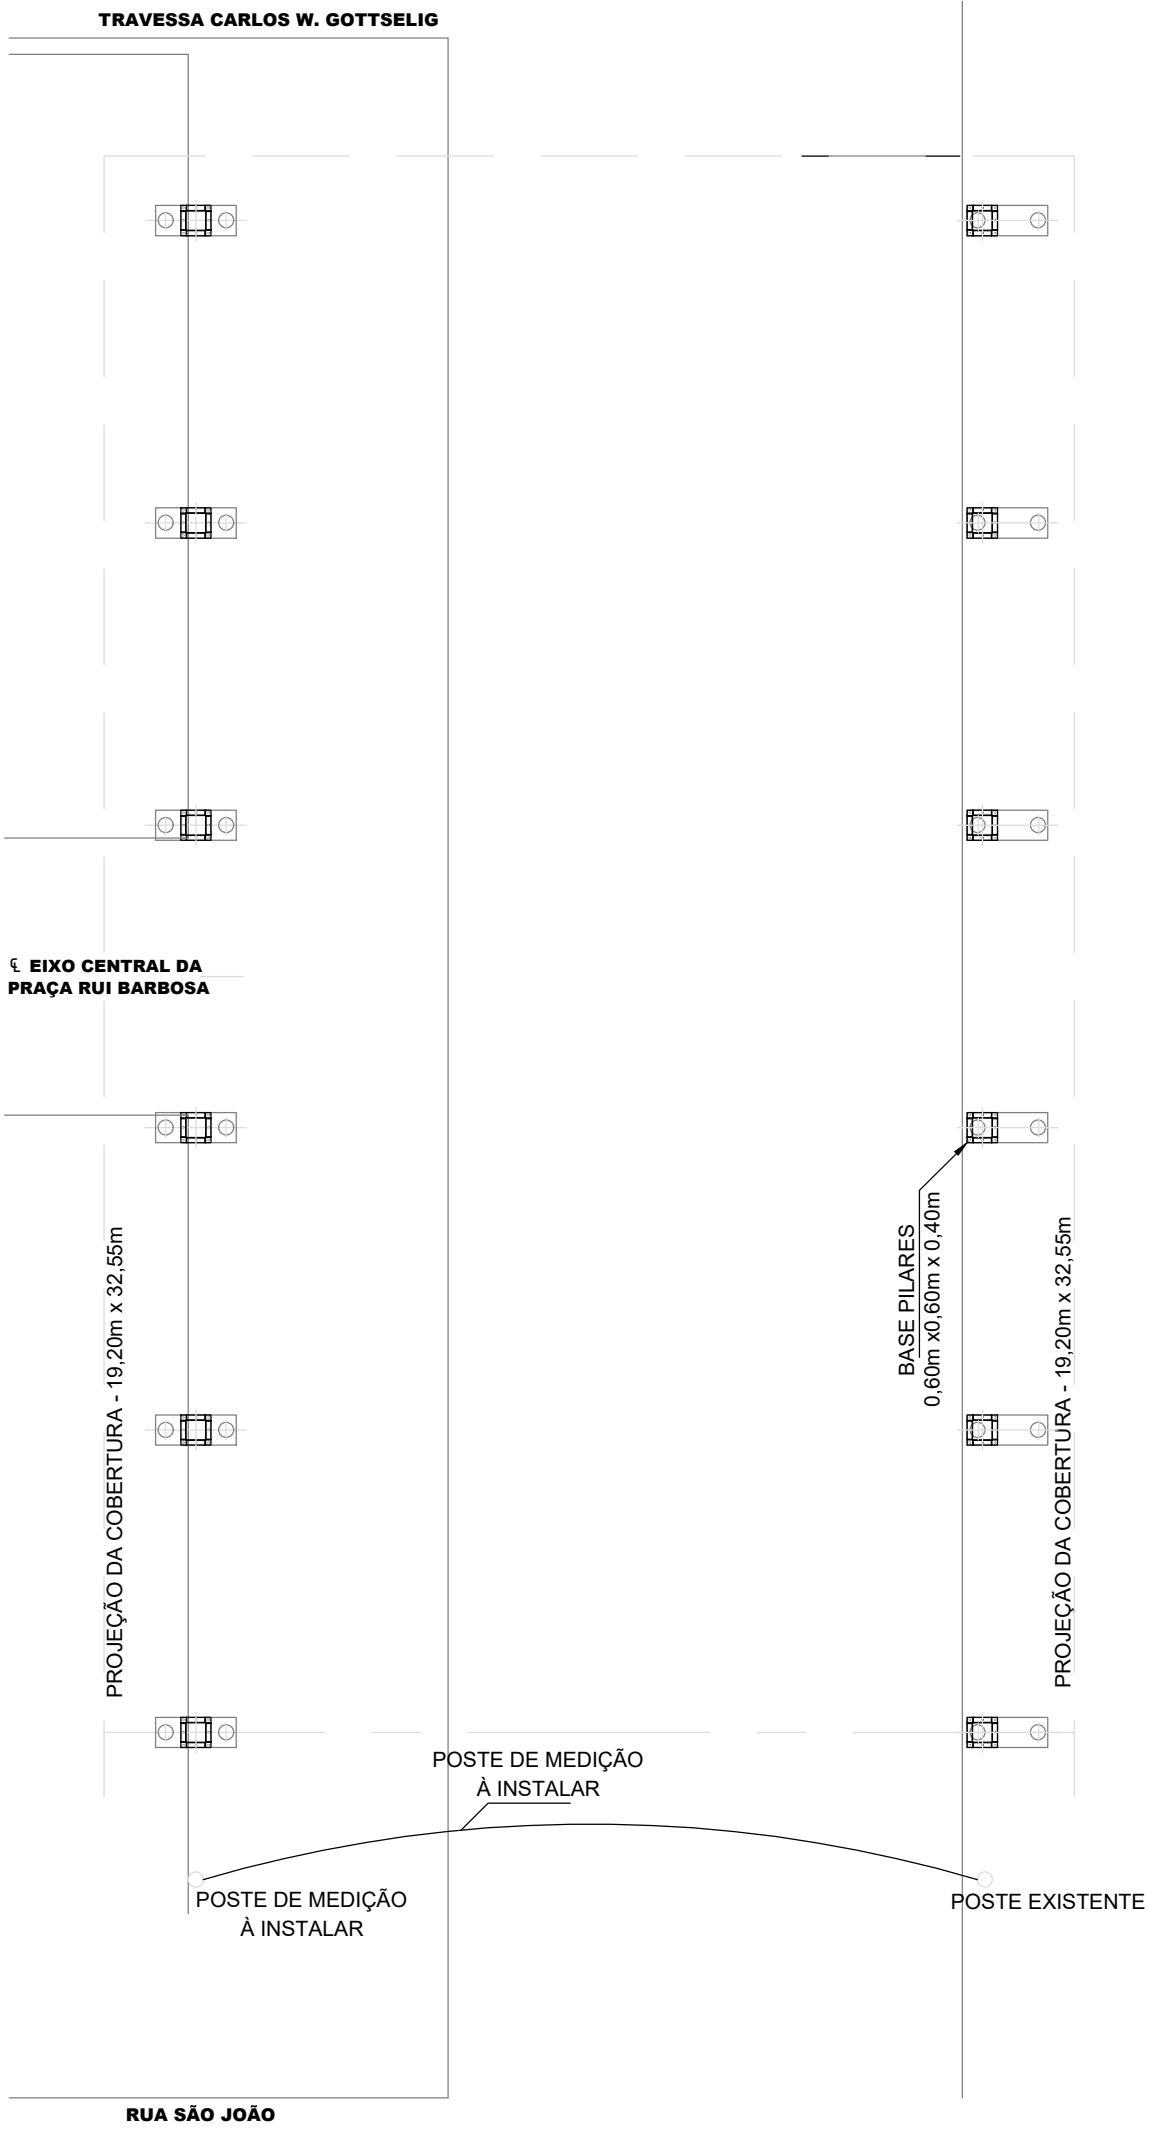 TRAVESSA CARLOS W. GOTTSELIG
℄ EIXO CENTRAL DA
PRAÇA RUI BARBOSA
PROJEÇÃO DA COBERTURA - 19,20m x 32,55m
BASE PILARES
0,60m x0,60m x 0,40m
PROJEÇÃO DA COBERTURA - 19,20m x 32,55m
POSTE DE MEDIÇÃO
À INSTALAR
POSTE DE MEDIÇÃO
À INSTALAR
POSTE EXISTENTE
RUA SÃO JOÃO